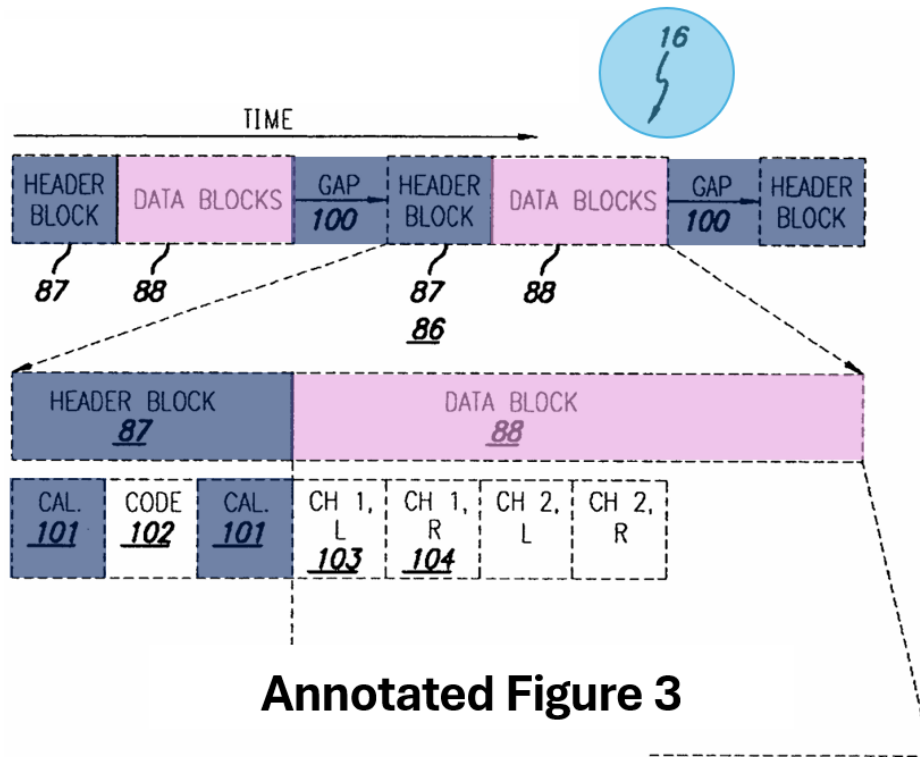 16
TIME
HEADER BLOCK
DATA BLOCKS
GAP
100
HEADER BLOCK
DATA BLOCKS
GAP
100
HEADER BLOCK
87
88
87
88
86
HEADER BLOCK
87
DATA BLOCK
88
CAL.
101
CODE
102
CAL.
101
CH 1,
L
103
CH 1,
R
104
CH 2,
L
CH 2,
R
Annotated Figure 3